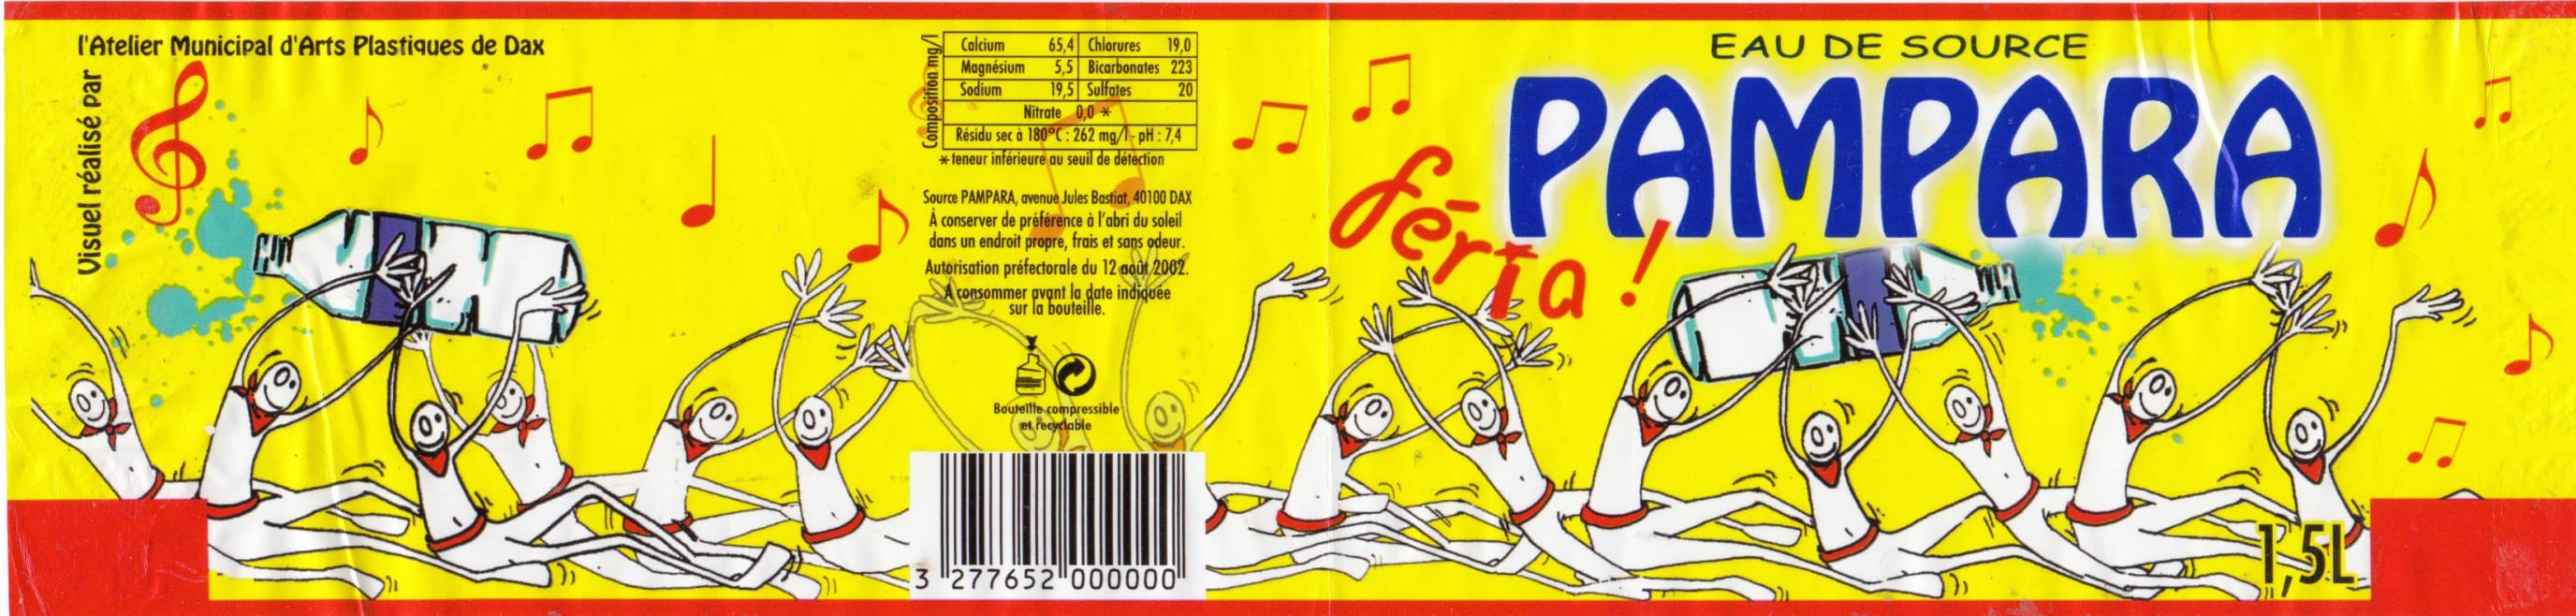 l'Atelier Municipal d'Arts Plastiques de Dax
Visuel réalisé par
Composition mg/l
Calcium 65,4 Chlorures 19,0
Magnésium 5,5 Bicarbonates 223
Sodium 19,5 Sulfates 20
Nitrate 0,0 *
Résidu sec à 180°C : 262 mg/l - pH : 7,4
* teneur inférieure au seuil de détection
Source PAMPARA, avenue Jules Bastiat, 40100 DAX
À conserver de préférence à l'abri du soleil
dans un endroit propre, frais et sans odeur.
Autorisation préfectorale du 12 août 2002.
A consommer avant la date indiquée
sur la bouteille.
Bouteille compressible
et recyclable
3 277652 000000
EAU DE SOURCE
PAMPARA
féria !
1,5L